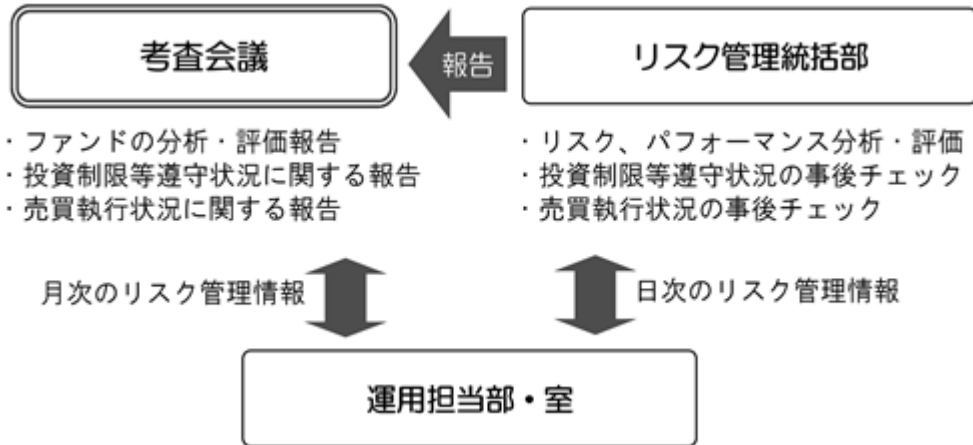 考査会議
報告
リスク管理統括部
・ファンドの分析・評価報告
・投資制限等遵守状況に関する報告
・売買執行状況に関する報告
・リスク、パフォーマンス分析・評価
・投資制限等遵守状況の事後チェック
・売買執行状況の事後チェック
月次のリスク管理情報
日次のリスク管理情報
運用担当部・室